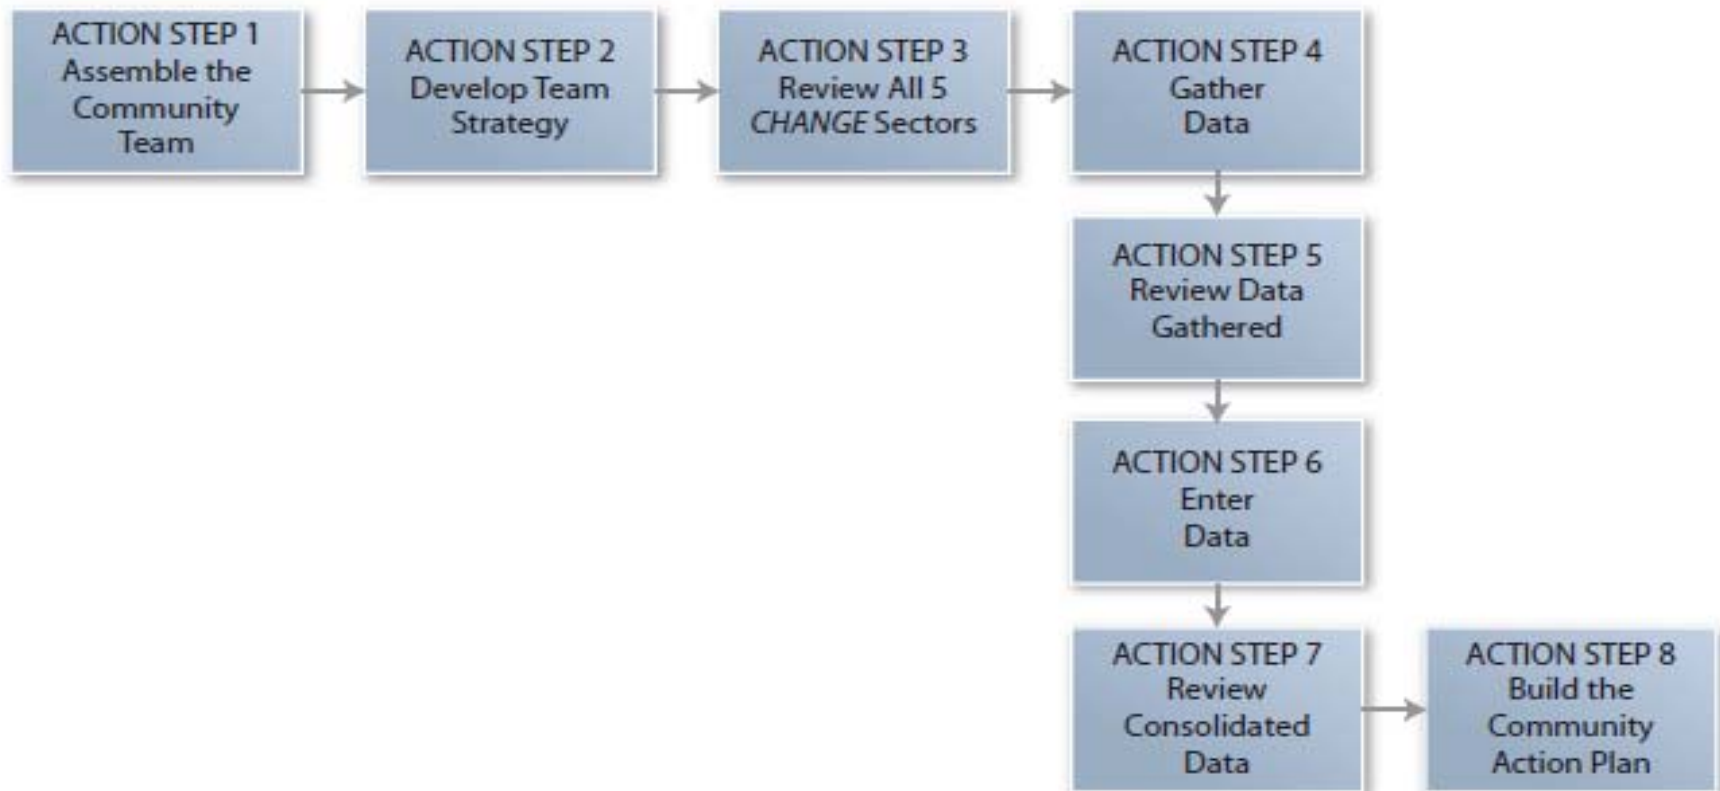 ACTION STEP 1
Assemble the
Community
Team
ACTION STEP 2
Develop Team
Strategy
ACTION STEP 3
Review All 5
CHANGE Sectors
ACTION STEP 4
Gather
Data
ACTION STEP 5
Review Data
Gathered
ACTION STEP 6
Enter
Data
ACTION STEP 7
Review
Consolidated
Data
ACTION STEP 8
Build the
Community
Action Plan